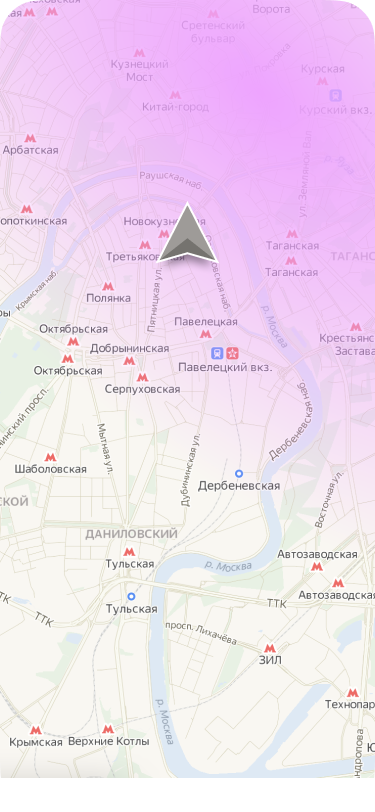 Ворота
Сретенский
бульвар
Кузнецкий
Мост
Курская
Китай-город
Курский вкз.
Арбатская
Раушская наб.
ул. Земляной Вал
опоткинская
Таганская
ТАГАНС
Таганская
Полянка
Крымская наб.
Пятницкая ул.
р. Москва
Павелецкая
Октябрьская
Крестьянс
Застава
Добрынинская
Павелецкий вкз.
Октябрьская
Серпуховская
Дербеневская наб.
Мытная ул.
Дубининская ул.
Шаболовская
Дербеневская
Восточная ул.
СКОЙ
ДАНИЛОВСКИЙ
Автозаводская
Тульская
р. Москва
Автозаводская
ТТК
ТТК
Тульская
ТТК
просп. Лихачёва
ЗИЛ
Технопар
р. Москва
Крымская
Верхние Котлы